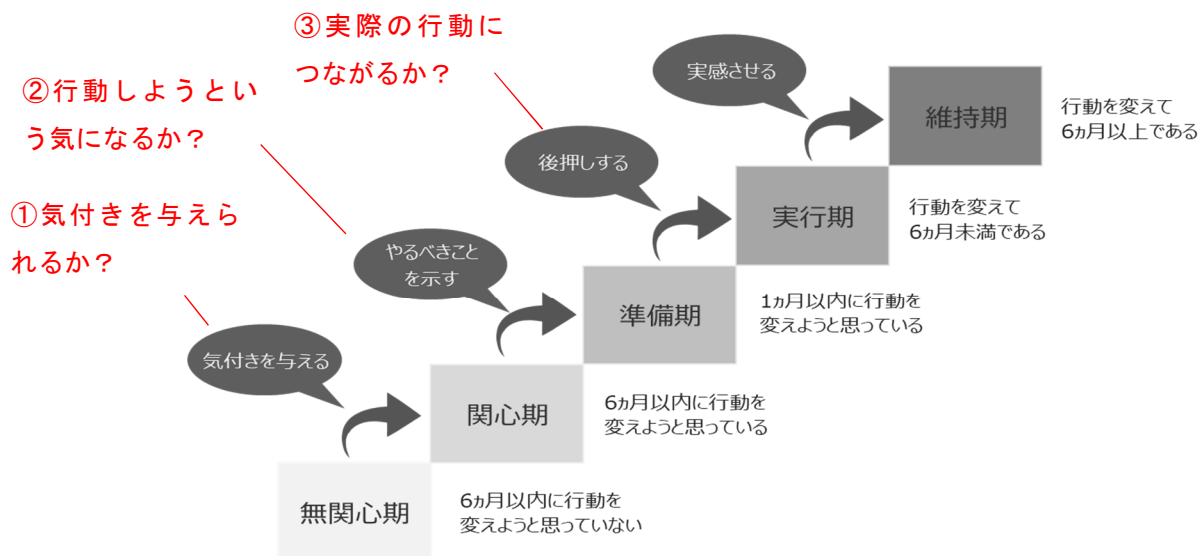 ③実際の行動に
つながるか？
②行動しようとい
う気になるか？
①気付きを与えら
れるか？
実感させる
維持期
行動を変えて
6ヵ月以上である
後押しする
実行期
行動を変えて
6ヵ月未満である
やるべきこと
を示す
準備期
1ヵ月以内に行動を
変えようと思っている
気付きを与える
関心期
6ヵ月以内に行動を
変えようと思っている
無関心期
6ヵ月以内に行動を
変えようと思っていない